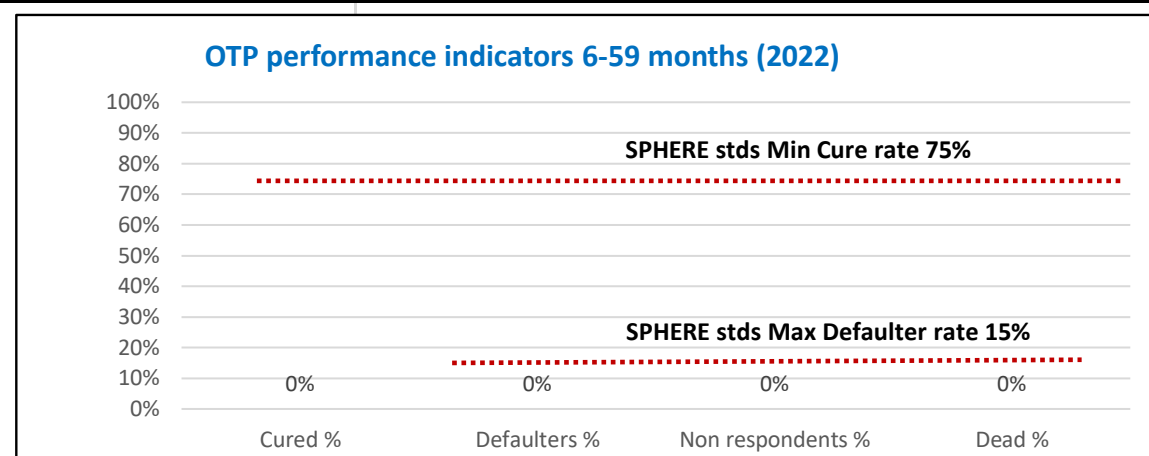 OTP performance indicators 6-59 months (2022)
100%
90%
SPHERE stds Min Cure rate 75%
80%
70%
60%
50%
40%
30%
SPHERE stds Max Defaulter rate 15%
20%
10%
0% 0% 0% 0%
0%
Cured % Defaulters % Non respondents % Dead %